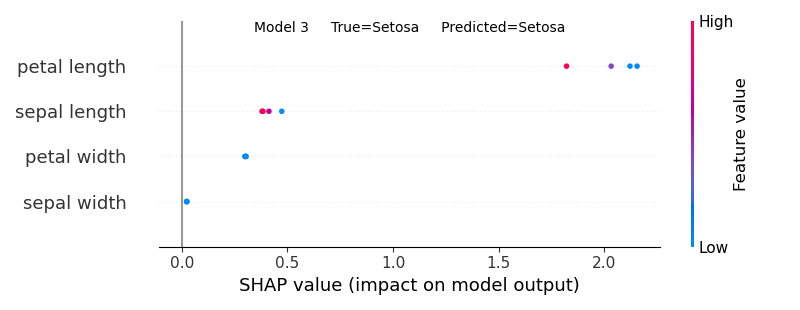 Model 3 True=Setosa Predicted=Setosa
High
petal length
sepal length
petal width
sepal width
Feature value
Low
0.0 0.5 1.0 1.5 2.0
SHAP value (impact on model output)